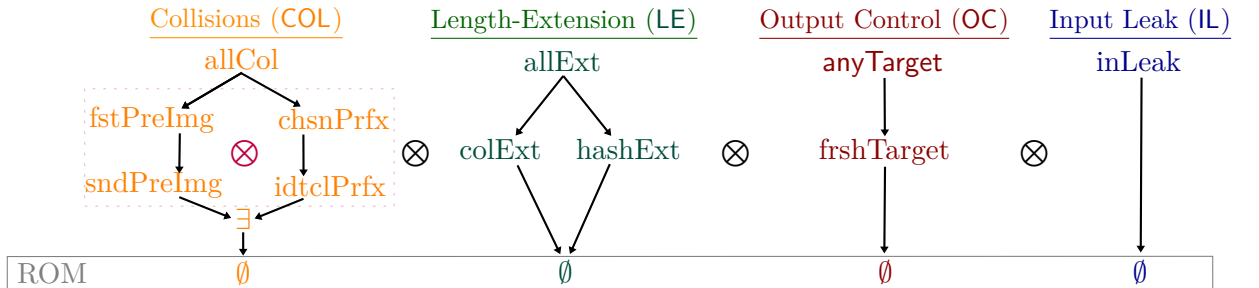 Collisions (COL) Length-Extension (LE) Output Control (OC) Input Leak (IL)
allCol allExt anyTarget inLeak
fstPreImg chsnPrfx
⊗ ⊗ colExt hashExt ⊗ frshTarget ⊗
sndPreImg idtclPrfx
∃
ROM ∅ ∅ ∅ ∅